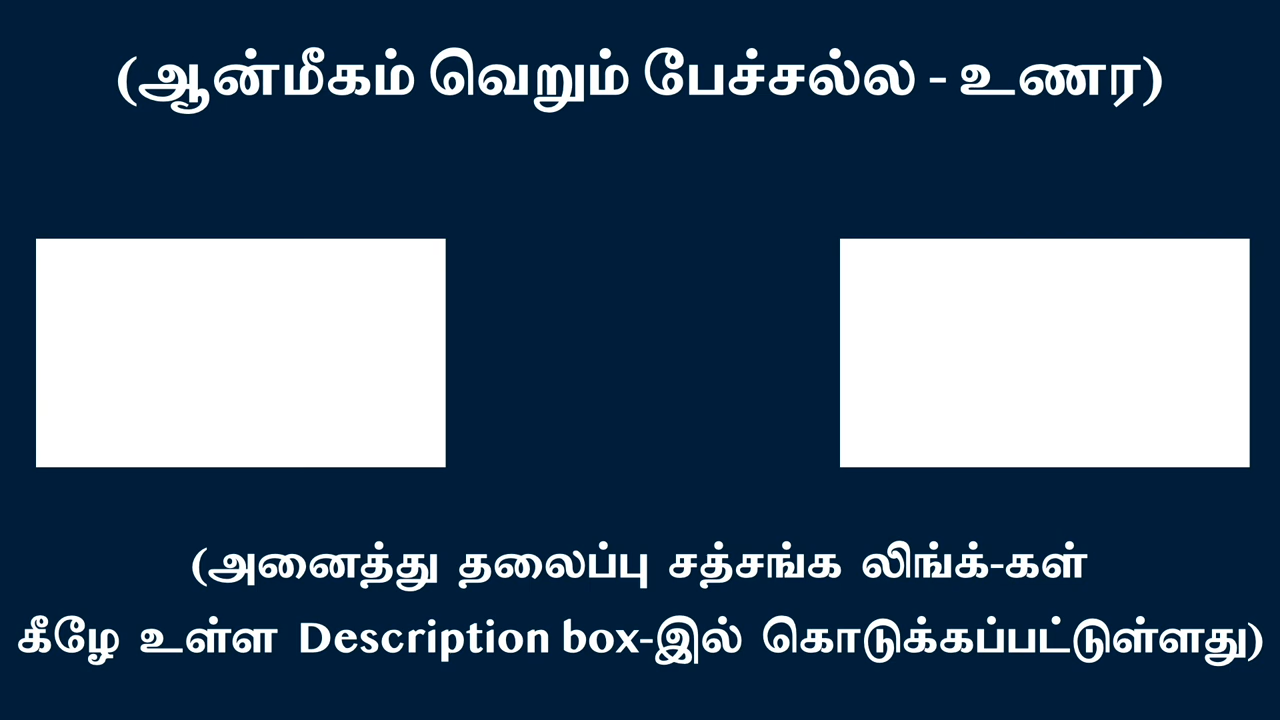 (ஆன்மீகம் வெறும் பேச்சல்ல - உணர)
(அனைத்து தலைப்பு சத்சங்க லிங்க்-கள்
கீழே உள்ள Description box-இல் கொடுக்கப்பட்டுள்ளது)